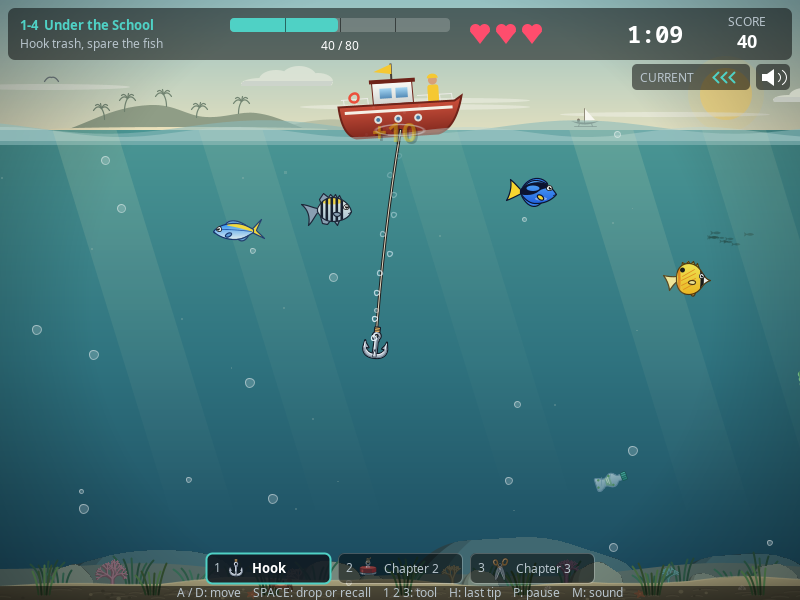 1-4 Under the School
Hook trash, spare the fish
40 / 80
1:09
SCORE
40
CURRENT
+10
1 Hook
2 Chapter 2
3 Chapter 3
A / D: move SPACE: drop or recall 1 2 3: tool H: last tip P: pause M: sound